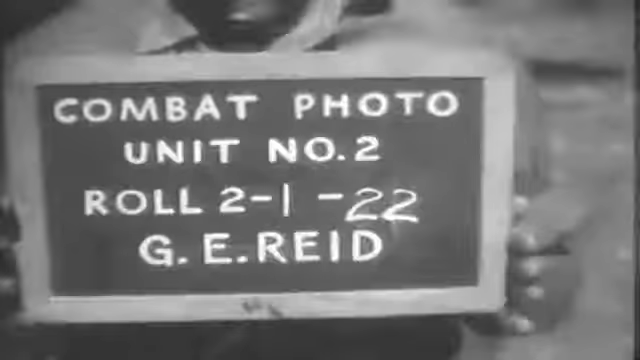 COMBAT PHOTO
UNIT NO. 2
ROLL 2-1 -22
G. E. REID